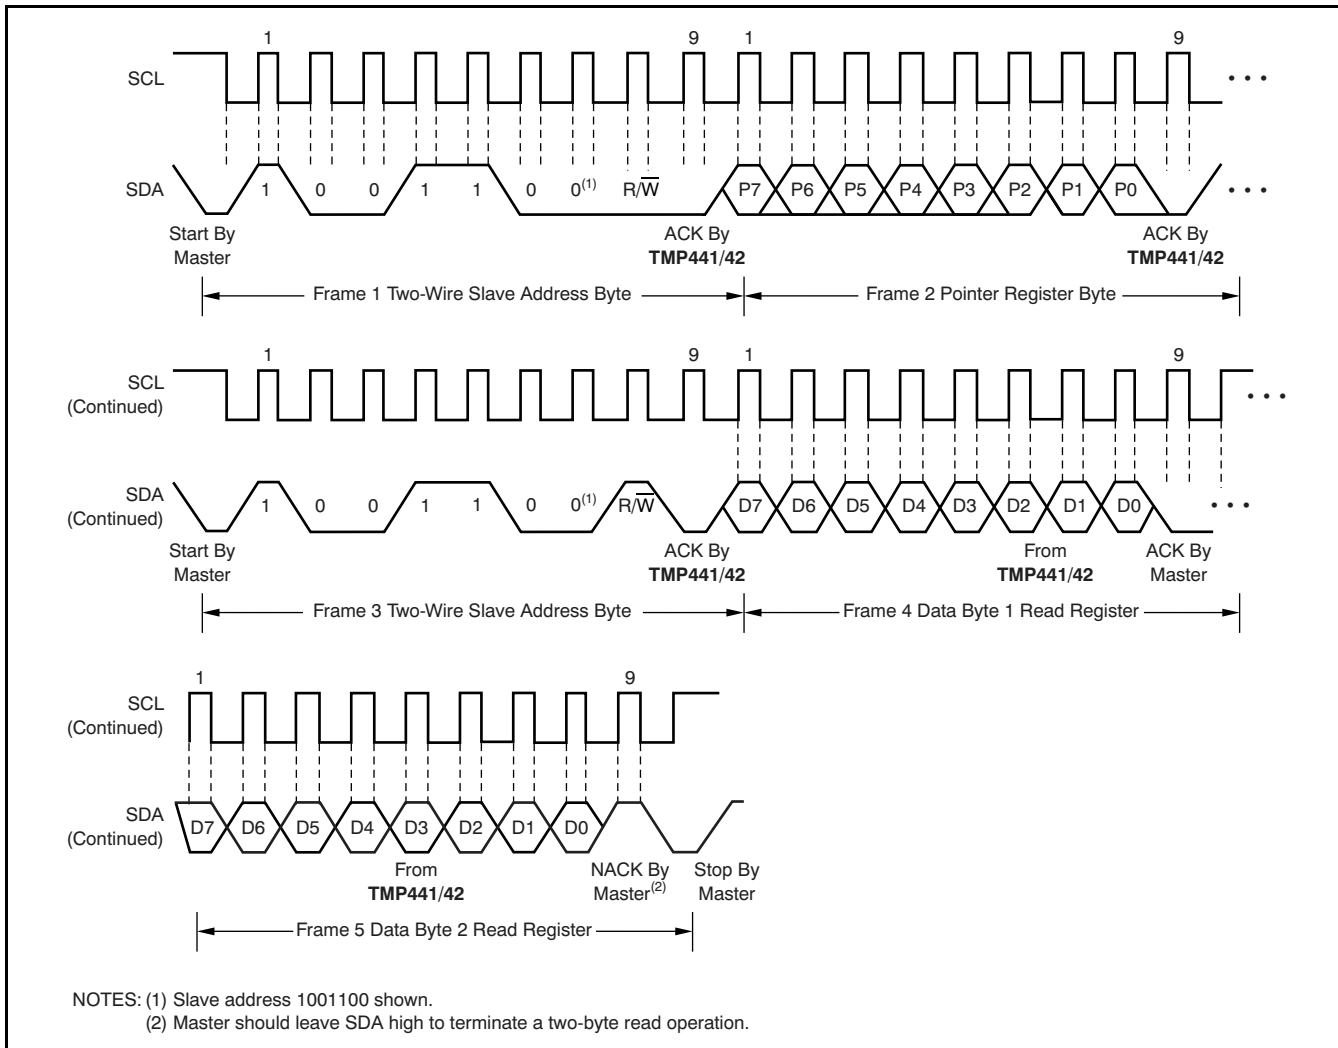 1 9 1 9
SCL • • •
SDA 1 0 0 1 1 0 0(1) R/W P7 P6 P5 P4 P3 P2 P1 P0 • • •
Start By
Master
ACK By
TMP441/42
ACK By
TMP441/42
Frame 1 Two-Wire Slave Address Byte
Frame 2 Pointer Register Byte
1 9 1 9
SCL
(Continued)
• • •
SDA
(Continued)
1 0 0 1 1 0 0(1) R/W D7 D6 D5 D4 D3 D2 D1 D0 • • •
Start By
Master
ACK By
TMP441/42
From
TMP441/42
ACK By
Master
Frame 3 Two-Wire Slave Address Byte
Frame 4 Data Byte 1 Read Register
1 9
SCL
(Continued)
SDA
(Continued)
D7 D6 D5 D4 D3 D2 D1 D0
From
TMP441/42
NACK By
Master(2)
Stop By
Master
Frame 5 Data Byte 2 Read Register
NOTES: (1) Slave address 1001100 shown.
(2) Master should leave SDA high to terminate a two-byte read operation.